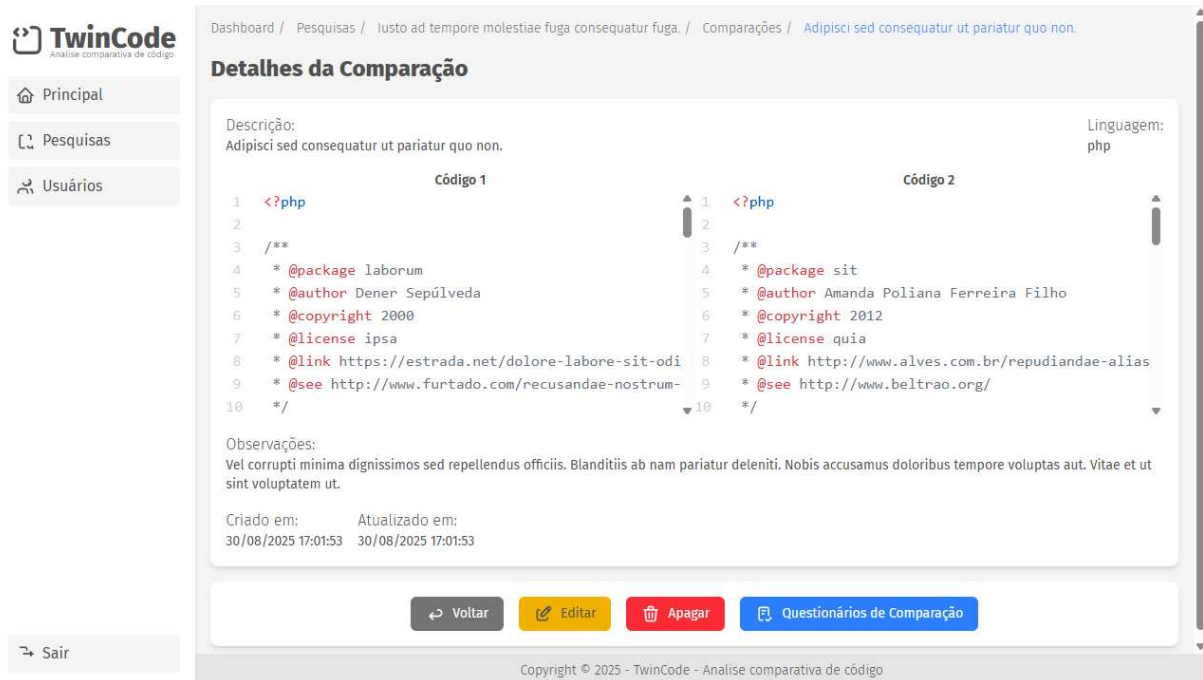 TwinCode
Analise comparativa de código
Principal
Pesquisas
Usuários
Sair
Dashboard / Pesquisas / Iusto ad tempore molestiae fuga consequatur fuga. / Comparações / Adipisci sed consequatur ut pariatur quo non.
Detalhes da Comparação
Descrição:
Adipisci sed consequatur ut pariatur quo non.
Linguagem:
php
Código 1
1 <?php
2
3 /**
4 * @package laborum
5 * @author Dener Sepúlveda
6 * @copyright 2000
7 * @license ipsa
8 * @link https://estrada.net/dolore-labore-sit-odi
9 * @see http://www.furtado.com/recusandae-nostrum-
10 */
Código 2
1 <?php
2
3 /**
4 * @package sit
5 * @author Amanda Poliana Ferreira Filho
6 * @copyright 2012
7 * @license quia
8 * @link http://www.alves.com.br/repudiandae-alias
9 * @see http://www.beltrao.org/
10 */
Observações:
Vel corrupti minima dignissimos sed repellendus officiis. Blanditiis ab nam pariatur deleniti. Nobis accusamus doloribus tempore voluptas aut. Vitae et ut
sint voluptatem ut.
Criado em: Atualizado em:
30/08/2025 17:01:53 30/08/2025 17:01:53
Voltar Editar Apagar Questionários de Comparação
Copyright © 2025 - TwinCode - Analise comparativa de código